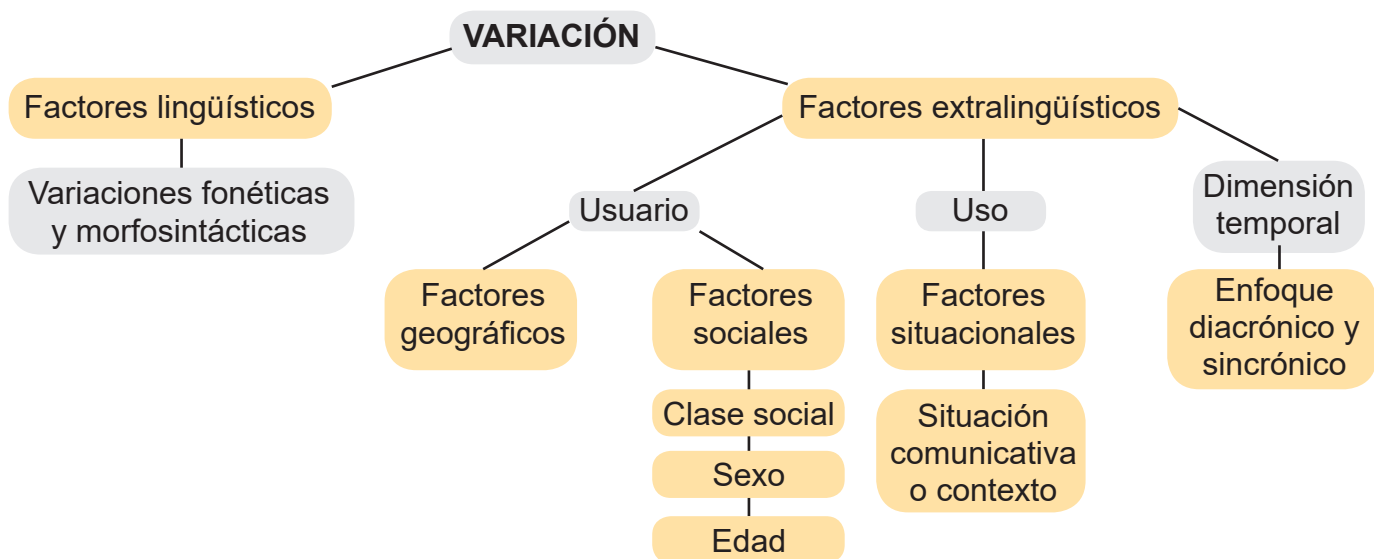 VARIACIÓN
Factores lingüísticos
Factores extralingüísticos
Variaciones fonéticas
y morfosintácticas
Usuario
Uso
Dimensión
temporal
Factores
geográficos
Factores
sociales
Factores
situacionales
Enfoque
diacrónico y
sincrónico
Clase social
Sexo
Edad
Situación
comunicativa
o contexto